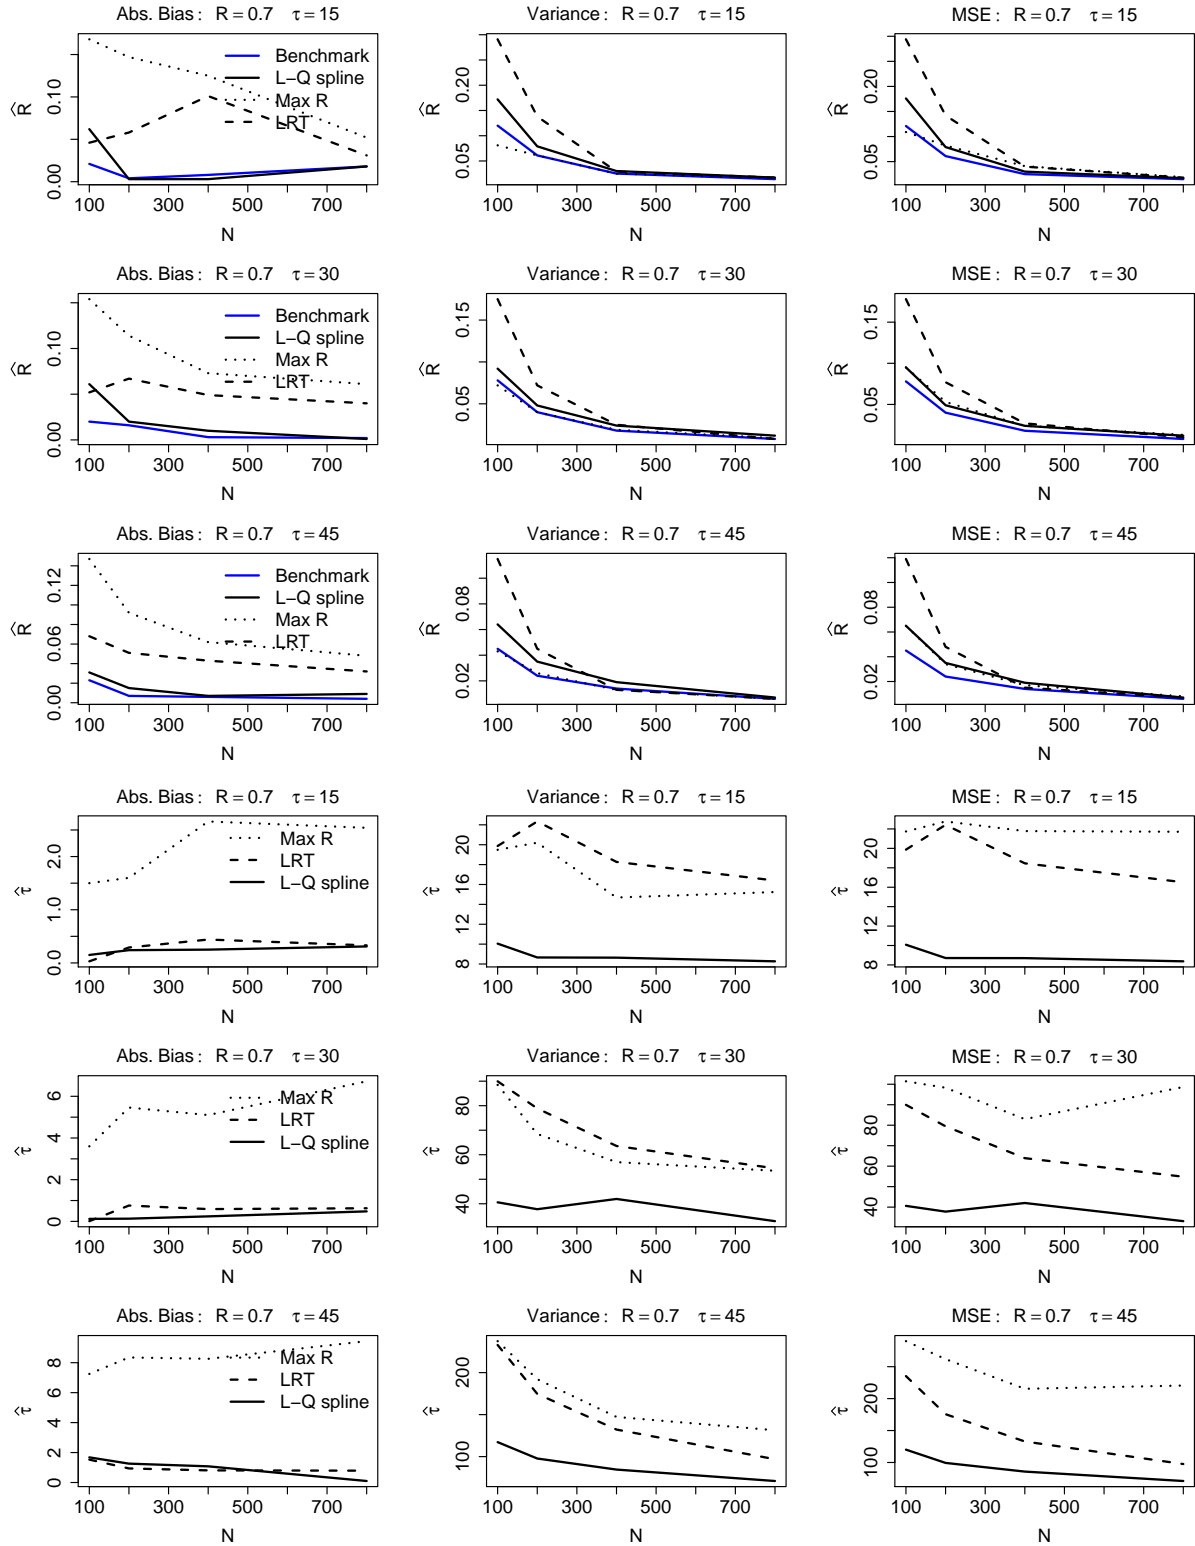 Abs. Bias : R = 0.7 τ = 15
Variance : R = 0.7 τ = 15
MSE : R = 0.7 τ = 15
R̂
0.00 0.10
100 300 500 700
N
Benchmark
L−Q spline
Max R
LRT
R̂
0.05 0.20
100 300 500 700
N
R̂
0.05 0.20
100 300 500 700
N
Abs. Bias : R = 0.7 τ = 30
Variance : R = 0.7 τ = 30
MSE : R = 0.7 τ = 30
R̂
0.00 0.10
100 300 500 700
N
Benchmark
L−Q spline
Max R
LRT
R̂
0.05 0.15
100 300 500 700
N
R̂
0.05 0.15
100 300 500 700
N
Abs. Bias : R = 0.7 τ = 45
Variance : R = 0.7 τ = 45
MSE : R = 0.7 τ = 45
R̂
0.00 0.06 0.12
100 300 500 700
N
Benchmark
L−Q spline
Max R
LRT
R̂
0.02 0.08
100 300 500 700
N
R̂
0.02 0.08
100 300 500 700
N
Abs. Bias : R = 0.7 τ = 15
Variance : R = 0.7 τ = 15
MSE : R = 0.7 τ = 15
τ̂
0.0 1.0 2.0
100 300 500 700
N
Max R
LRT
L−Q spline
τ̂
8 12 16 20
100 300 500 700
N
τ̂
8 12 16 20
100 300 500 700
N
Abs. Bias : R = 0.7 τ = 30
Variance : R = 0.7 τ = 30
MSE : R = 0.7 τ = 30
τ̂
0 2 4 6
100 300 500 700
N
Max R
LRT
L−Q spline
τ̂
40 60 80
100 300 500 700
N
τ̂
40 60 80
100 300 500 700
N
Abs. Bias : R = 0.7 τ = 45
Variance : R = 0.7 τ = 45
MSE : R = 0.7 τ = 45
τ̂
0 2 4 6 8
100 300 500 700
N
Max R
LRT
L−Q spline
τ̂
100 200
100 300 500 700
N
τ̂
100 200
100 300 500 700
N